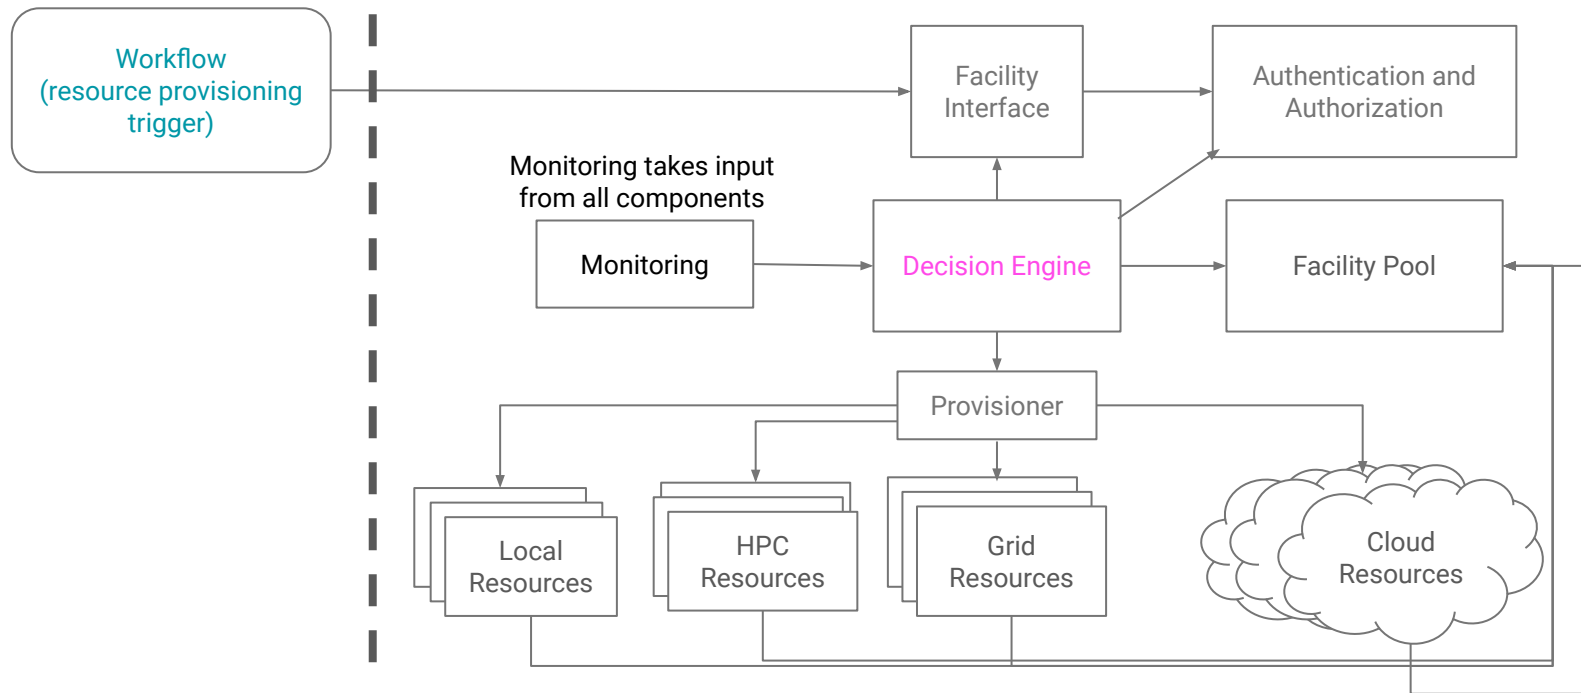 Workflow
(resource provisioning
trigger)
Facility
Interface
Authentication and
Authorization
Monitoring takes input
from all components
Monitoring
Decision Engine
Facility Pool
Provisioner
Local
Resources
HPC
Resources
Grid
Resources
Cloud
Resources